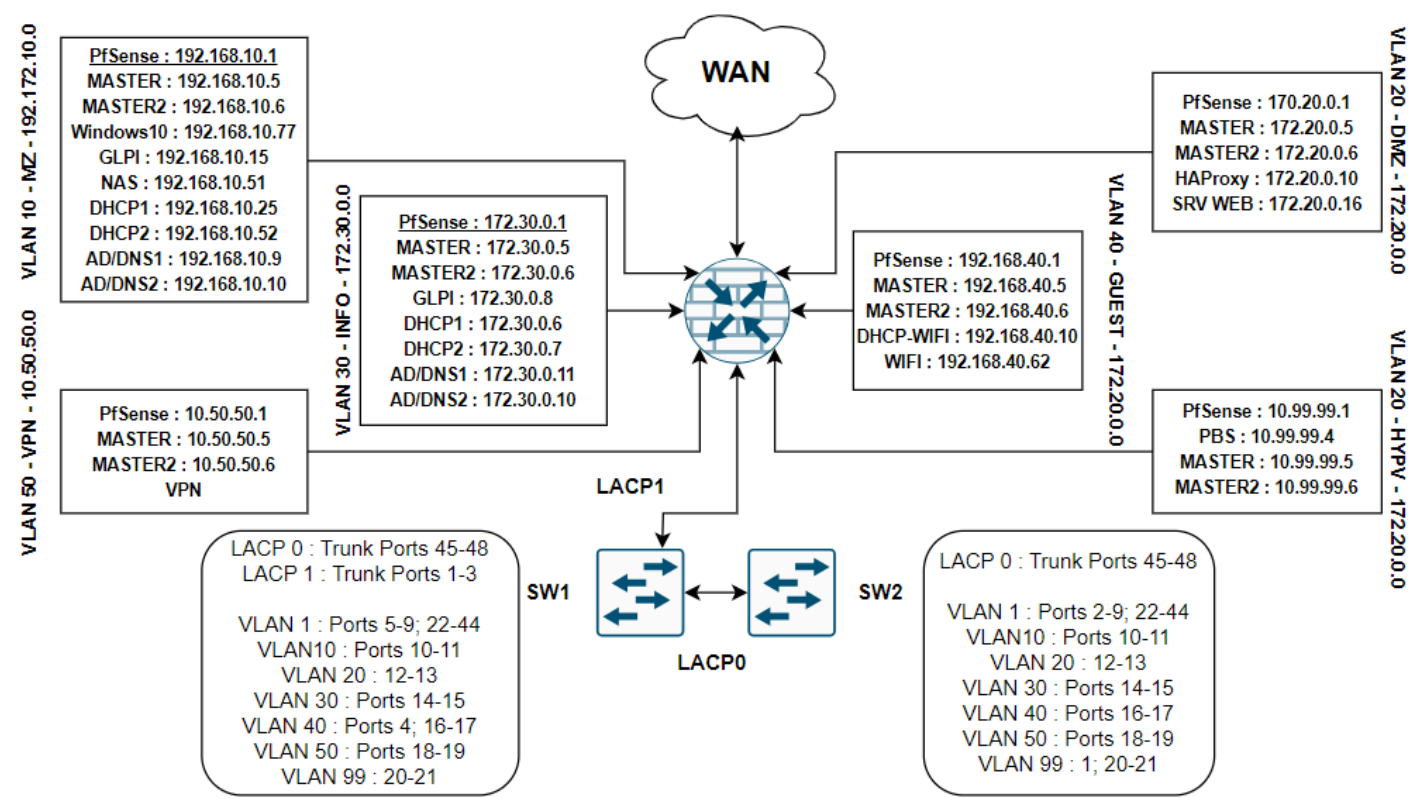 WAN
VLAN 10 - MZ - 192.172.10.0
PfSense : 192.168.10.1
MASTER : 192.168.10.5
MASTER2 : 192.168.10.6
Windows10 : 192.168.10.77
GLPI : 192.168.10.15
NAS : 192.168.10.51
DHCP1 : 192.168.10.25
DHCP2 : 192.168.10.52
AD/DNS1 : 192.168.10.9
AD/DNS2 : 192.168.10.10
VLAN 30 - INFO - 172.30.0.0
PfSense : 172.30.0.1
MASTER : 172.30.0.5
MASTER2 : 172.30.0.6
GLPI : 172.30.0.8
DHCP1 : 172.30.0.6
DHCP2 : 172.30.0.7
AD/DNS1 : 172.30.0.11
AD/DNS2 : 172.30.0.10
VLAN 40 - GUEST - 172.20.0.0
PfSense : 192.168.40.1
MASTER : 192.168.40.5
MASTER2 : 192.168.40.6
DHCP-WIFI : 192.168.40.10
WIFI : 192.168.40.62
VLAN 20 - DMZ - 172.20.0.0
PfSense : 170.20.0.1
MASTER : 172.20.0.5
MASTER2 : 172.20.0.6
HAProxy : 172.20.0.10
SRV WEB : 172.20.0.16
VLAN 50 - VPN - 10.50.50.0
PfSense : 10.50.50.1
MASTER : 10.50.50.5
MASTER2 : 10.50.50.6
VPN
VLAN 20 - HYPV - 172.20.0.0
PfSense : 10.99.99.1
PBS : 10.99.99.4
MASTER : 10.99.99.5
MASTER2 : 10.99.99.6
LACP1
LACP 0 : Trunk Ports 45-48
LACP 1 : Trunk Ports 1-3
VLAN 1 : Ports 5-9; 22-44
VLAN10 : Ports 10-11
VLAN 20 : 12-13
VLAN 30 : Ports 14-15
VLAN 40 : Ports 4; 16-17
VLAN 50 : Ports 18-19
VLAN 99 : 20-21
SW1
SW2
LACP0
LACP 0 : Trunk Ports 45-48
VLAN 1 : Ports 2-9; 22-44
VLAN10 : Ports 10-11
VLAN 20 : 12-13
VLAN 30 : Ports 14-15
VLAN 40 : Ports 16-17
VLAN 50 : Ports 18-19
VLAN 99 : 1; 20-21